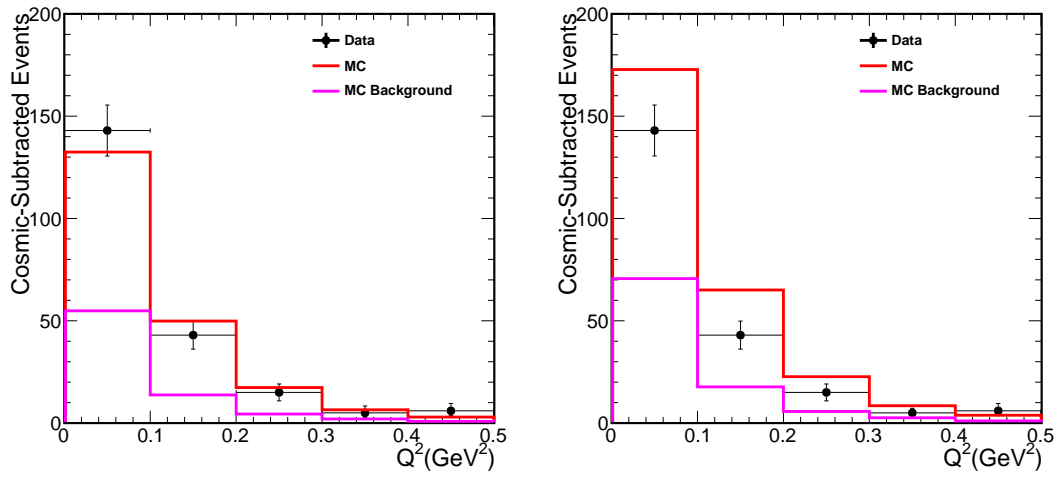 Cosmic-Subtracted Events
200
150
100
50
0
Data
MC
MC Background
0 0.1 0.2 0.3 0.4 0.5
Q²(GeV²)
Cosmic-Subtracted Events
200
150
100
50
0
Data
MC
MC Background
0 0.1 0.2 0.3 0.4 0.5
Q²(GeV²)